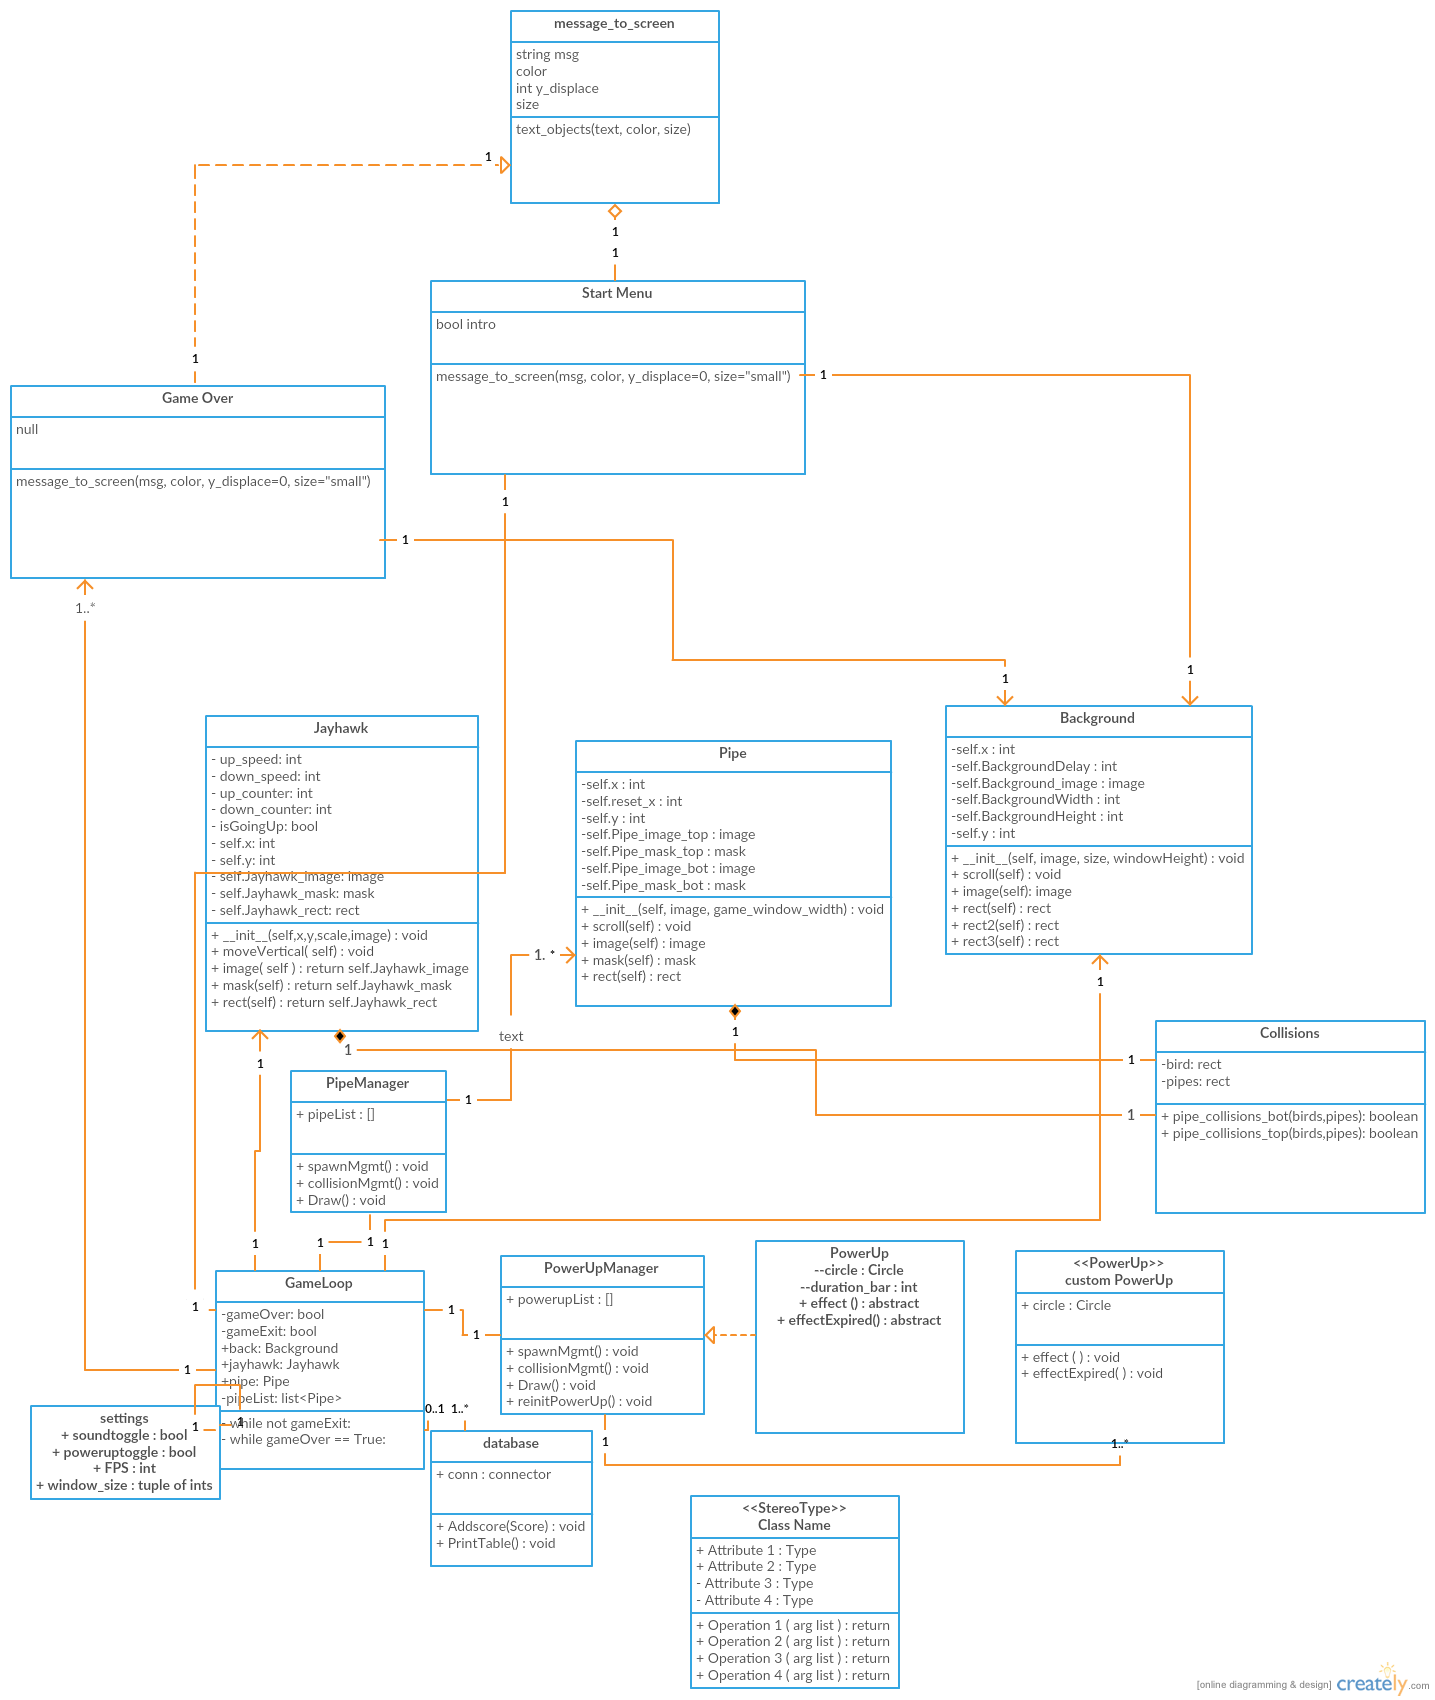 message_to_screen
string msg
color
int y_displace
size
text_objects(text, color, size)
1
1
1
Start Menu
bool intro
message_to_screen(msg, color, y_displace=0, size="small")
1
1
Game Over
null
message_to_screen(msg, color, y_displace=0, size="small")
1
1
1..*
1
1
Jayhawk
- up_speed: int
- down_speed: int
- up_counter: int
- down_counter: int
- isGoingUp: bool
- self.x: int
- self.y: int
- self.Jayhawk_image: image
- self.Jayhawk_mask: mask
- self.Jayhawk_rect: rect
+ __init__(self,x,y,scale,image) : void
+ moveVertical( self) : void
+ image( self ) : return self.Jayhawk_image
+ mask(self) : return self.Jayhawk_mask
+ rect(self) : return self.Jayhawk_rect
Pipe
-self.x : int
-self.reset_x : int
-self.y : int
-self.Pipe_image_top : image
-self.Pipe_mask_top : mask
-self.Pipe_image_bot : image
-self.Pipe_mask_bot : mask
+ __init__(self, image, game_window_width) : void
+ scroll(self) : void
+ image(self) : image
+ mask(self) : mask
+ rect(self) : rect
Background
-self.x : int
-self.BackgroundDelay : int
-self.Background_image : image
-self.BackgroundWidth : int
-self.BackgroundHeight : int
-self.y : int
+ __init__(self, image, size, windowHeight) : void
+ scroll(self) : void
+ image(self): image
+ rect(self) : rect
+ rect2(self) : rect
+ rect3(self) : rect
1. *
text
1
1
1
1
1
1
Collisions
-bird: rect
-pipes: rect
+ pipe_collisions_bot(birds,pipes): boolean
+ pipe_collisions_top(birds,pipes): boolean
PipeManager
+ pipeList : []
+ spawnMgmt() : void
+ collisionMgmt() : void
+ Draw() : void
1
1
1
1
1
GameLoop
-gameOver: bool
-gameExit: bool
+back: Background
+jayhawk: Jayhawk
+pipe: Pipe
-pipeList: list<Pipe>
- while not gameExit:
- while gameOver == True:
1
1
1
1
PowerUpManager
+ powerupList : []
+ spawnMgmt() : void
+ collisionMgmt() : void
+ Draw() : void
+ reinitPowerUp() : void
PowerUp
--circle : Circle
--duration_bar : int
+ effect () : abstract
+ effectExpired() : abstract
<<PowerUp>>
custom PowerUp
+ circle : Circle
+ effect ( ) : void
+ effectExpired( ) : void
settings
+ soundtoggle : bool
+ poweruptoggle : bool
+ FPS : int
+ window_size : tuple of ints
1
1
0..1
1..*
1
1..*
database
+ conn : connector
+ Addscore(Score) : void
+ PrintTable() : void
<<StereoType>>
Class Name
+ Attribute 1 : Type
+ Attribute 2 : Type
- Attribute 3 : Type
- Attribute 4 : Type
+ Operation 1 ( arg list ) : return
+ Operation 2 ( arg list ) : return
+ Operation 3 ( arg list ) : return
+ Operation 4 ( arg list ) : return
[online diagramming & design] creately.com